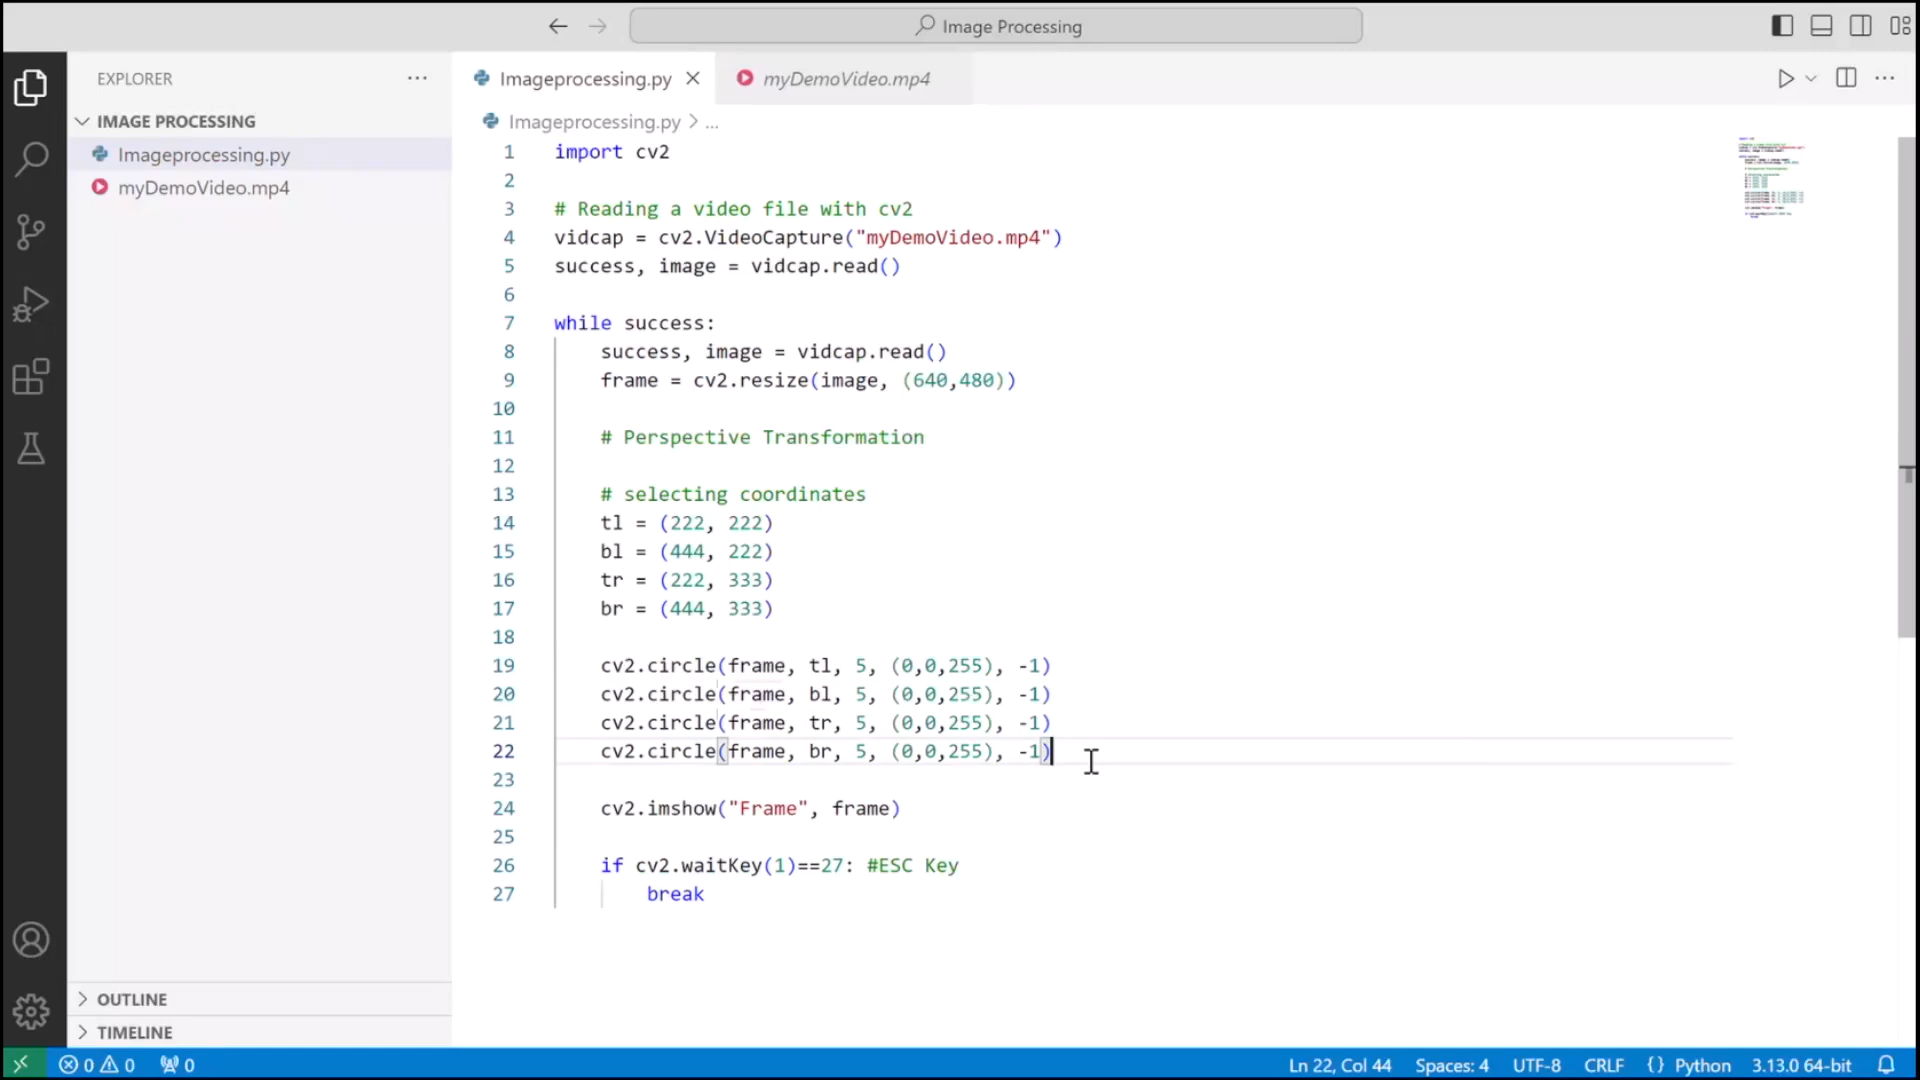 Image Processing
EXPLORER
IMAGE PROCESSING
Imageprocessing.py
myDemoVideo.mp4
OUTLINE
TIMELINE
Imageprocessing.py
myDemoVideo.mp4
Imageprocessing.py > ...
1 import cv2
2
3 # Reading a video file with cv2
4 vidcap = cv2.VideoCapture("myDemoVideo.mp4")
5 success, image = vidcap.read()
6
7 while success:
8 success, image = vidcap.read()
9 frame = cv2.resize(image, (640,480))
10
11 # Perspective Transformation
12
13 # selecting coordinates
14 tl = (222, 222)
15 bl = (444, 222)
16 tr = (222, 333)
17 br = (444, 333)
18
19 cv2.circle(frame, tl, 5, (0,0,255), -1)
20 cv2.circle(frame, bl, 5, (0,0,255), -1)
21 cv2.circle(frame, tr, 5, (0,0,255), -1)
22 cv2.circle(frame, br, 5, (0,0,255), -1)
23
24 cv2.imshow("Frame", frame)
25
26 if cv2.waitKey(1)==27: #ESC Key
27 break
0 0 0 Ln 22, Col 44 Spaces: 4 UTF-8 CRLF {} Python 3.13.0 64-bit